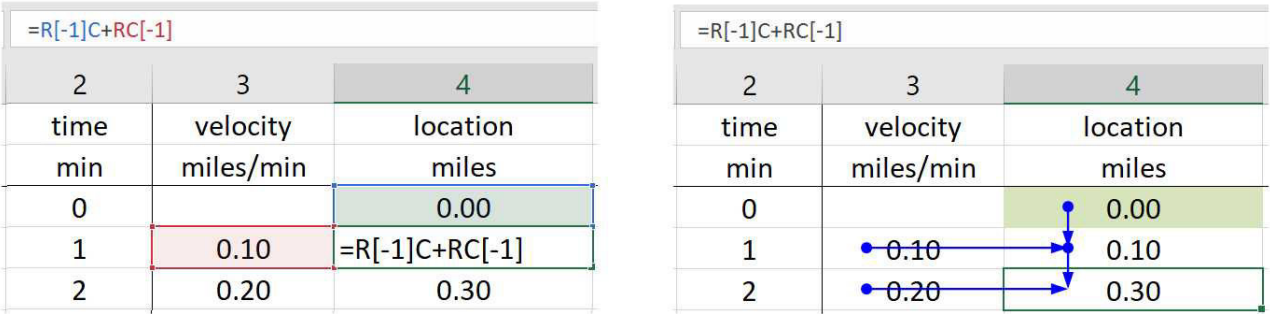 =R[-1]C+RC[-1]
2 3 4
time velocity location
min miles/min miles
0 0.00
1 0.10 =R[-1]C+RC[-1]
2 0.20 0.30
=R[-1]C+RC[-1]
2 3 4
time velocity location
min miles/min miles
0 0.00
1 0.10 0.10
2 0.20 0.30